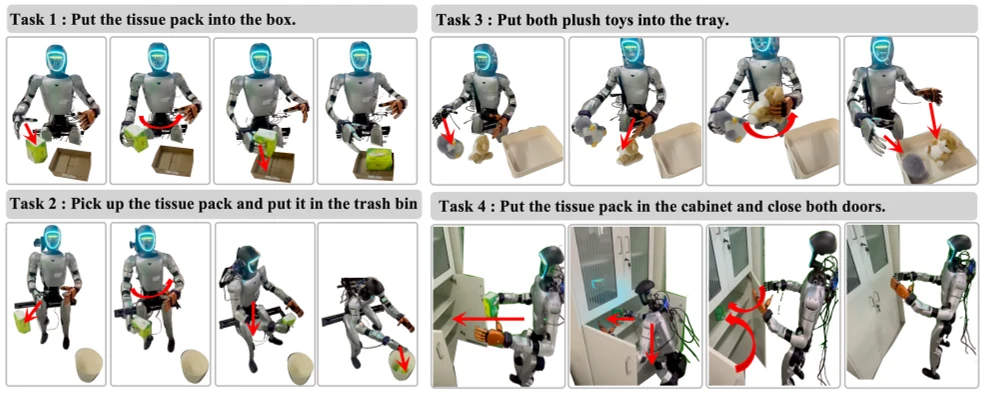 Task 1 : Put the tissue pack into the box.
Task 3 : Put both plush toys into the tray.
Task 2 : Pick up the tissue pack and put it in the trash bin
Task 4 : Put the tissue pack in the cabinet and close both doors.